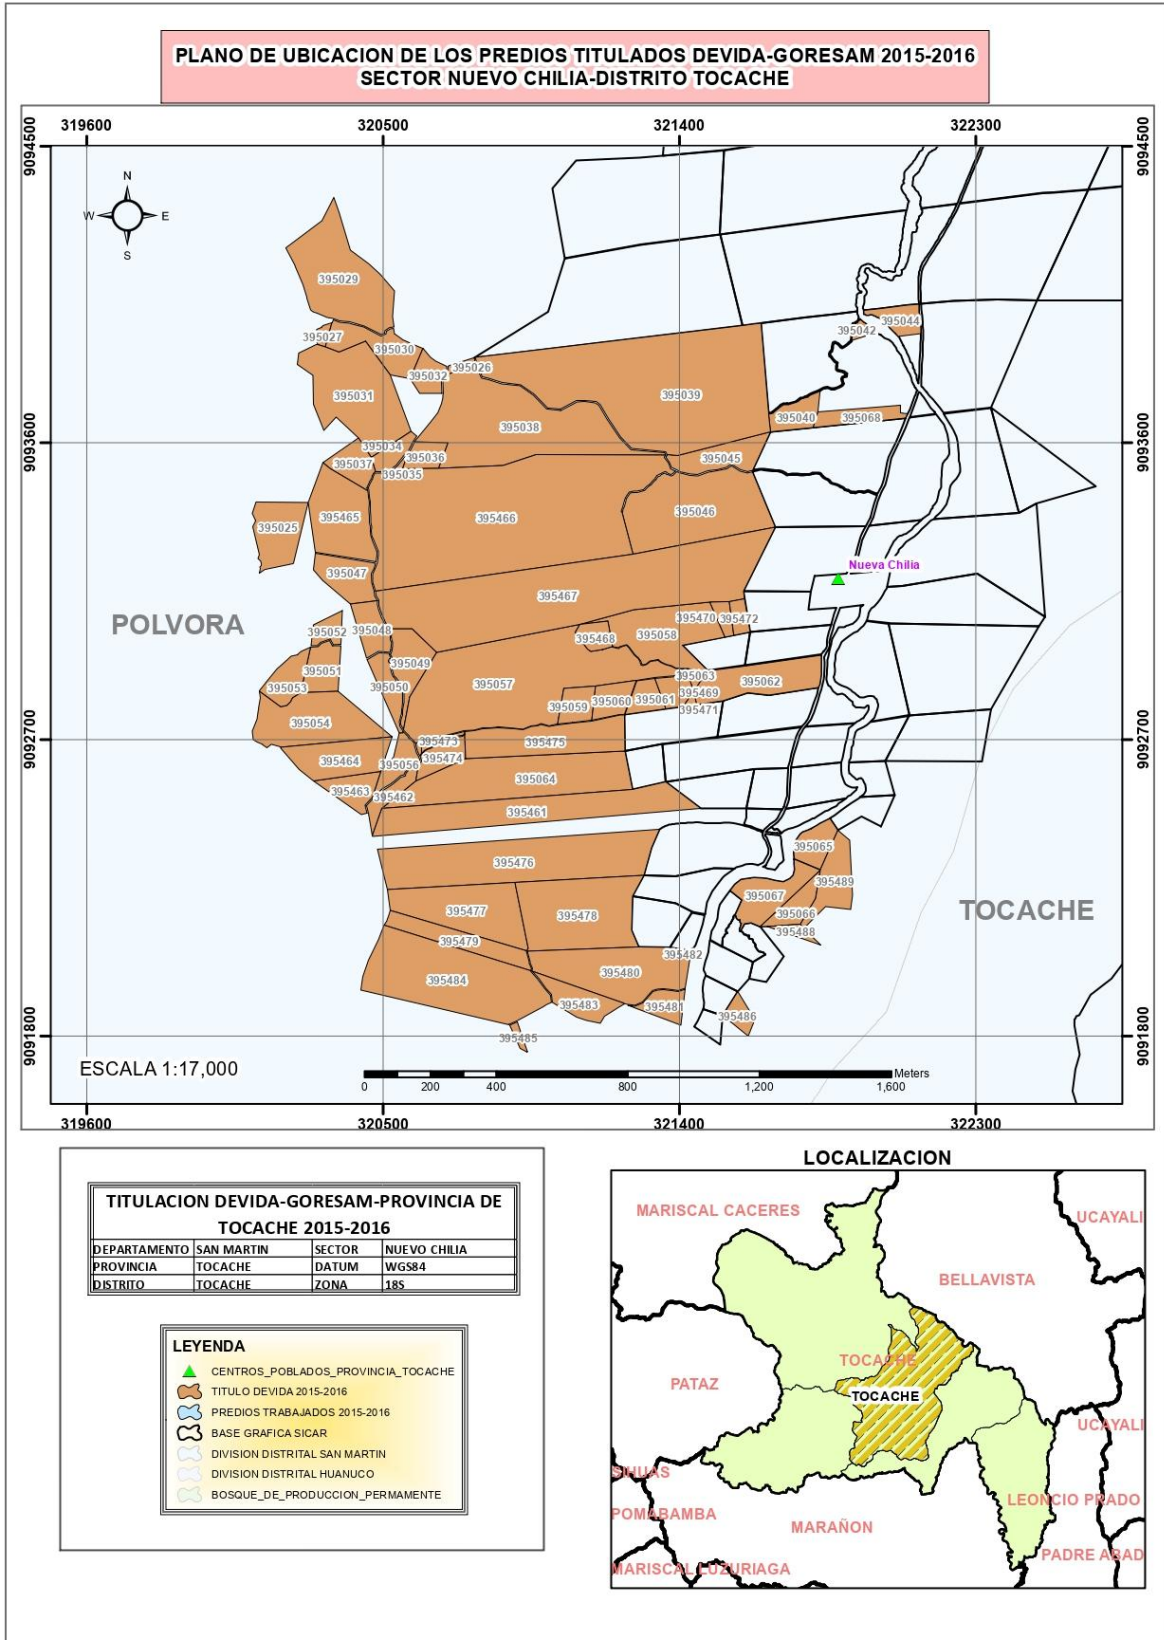 PLANO DE UBICACION DE LOS PREDIOS TITULADOS DEVIDA-GORESAM 2015-2016
SECTOR NUEVO CHILIA-DISTRITO TOCACHE
319600 320500 321400 322300
9094500 9094500
N
W E
S
395029
395044
395042
395027
395030
395026
395032
395031
395039
395040 395068
395038
9093600 9093600
395034
395036
395045
395037
395035
395465
395466
395046
395025
Nueva Chilia
395047
395467
395470 395472
POLVORA
395052
395048
395468
395058
395049
395051
395063
395057
395062
395053
395050
395469
395060
395061
395059
395471
395054
9092700 9092700
395473
395475
395474
395464
395056
395064
395463
395462
395461
395065
395476
395489
395067
TOCACHE
395477
395478
395066
395488
395479
395482
395480
395484
395483
395481
395486
395485
9091800 9091800
ESCALA 1:17,000
Meters
0 200 400 800 1,200 1,600
319600 320500 321400 322300
TITULACION DEVIDA-GORESAM-PROVINCIA DE
TOCACHE 2015-2016
DEPARTAMENTO SAN MARTIN SECTOR NUEVO CHILIA
PROVINCIA TOCACHE DATUM WGS84
DISTRITO TOCACHE ZONA 18S
LEYENDA
CENTROS_POBLADOS_PROVINCIA_TOCACHE
TITULO DEVIDA 2015-2016
PREDIOS TRABAJADOS 2015-2016
BASE GRAFICA SICAR
DIVISION DISTRITAL SAN MARTIN
DIVISION DISTRITAL HUANUCO
BOSQUE_DE_PRODUCCION_PERMAMENTE
LOCALIZACION
MARISCAL CACERES
UCAYALI
BELLAVISTA
TOCACHE
PATAZ
TOCACHE
UCAYALI
SIHUAS
LEONCIO PRADO
POMABAMBA
MARAÑON
PADRE ABAD
MARISCAL LUZURIAGA